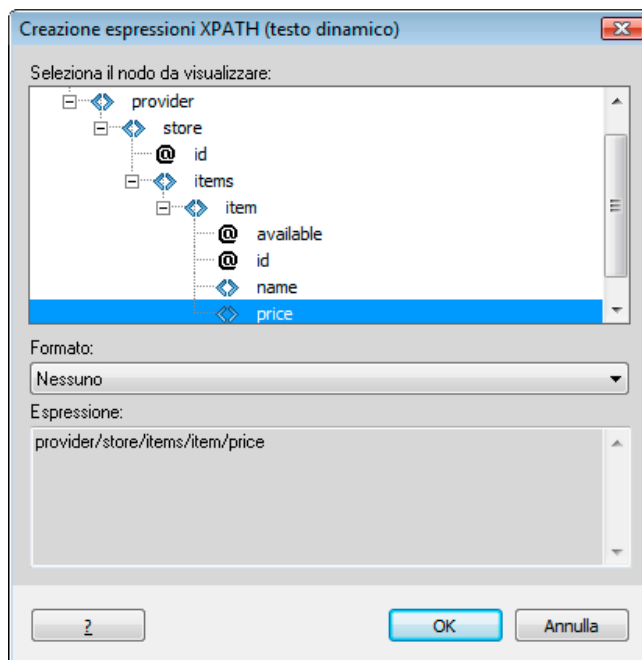 Creazione espressioni XPATH (testo dinamico)
Seleziona il nodo da visualizzare:
provider
store
@ id
items
item
@ available
@ id
name
price
Formato:
Nessuno
Espressione:
provider/store/items/item/price
?
OK
Annulla